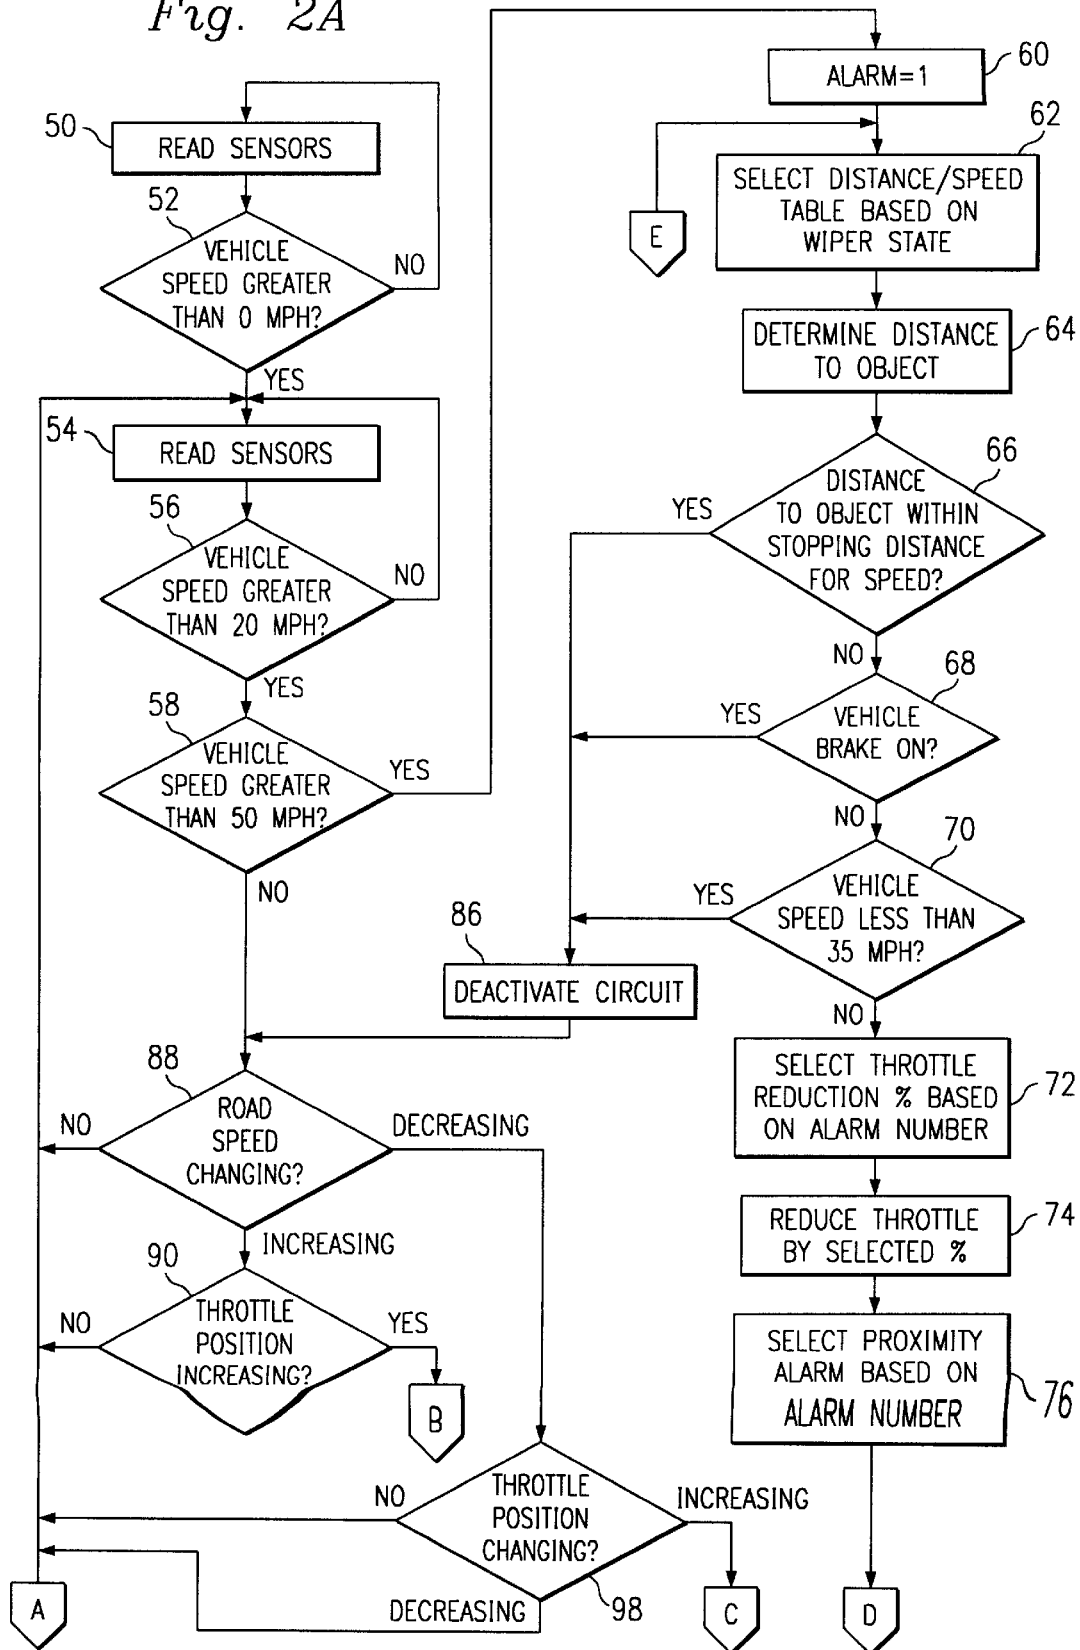 Fig. 2A
50
READ SENSORS
52
VEHICLE
SPEED GREATER
THAN 0 MPH?
NO
YES
54
READ SENSORS
56
VEHICLE
SPEED GREATER
THAN 20 MPH?
NO
YES
58
VEHICLE
SPEED GREATER
THAN 50 MPH?
YES
NO
88
ROAD
SPEED
CHANGING?
NO
DECREASING
INCREASING
90
THROTTLE
POSITION
INCREASING?
NO
YES
B
THROTTLE
POSITION
CHANGING?
NO
INCREASING
DECREASING
98
A
C
60
ALARM=1
62
SELECT DISTANCE/SPEED
TABLE BASED ON
WIPER STATE
E
DETERMINE DISTANCE
TO OBJECT
64
66
DISTANCE
TO OBJECT WITHIN
STOPPING DISTANCE
FOR SPEED?
YES
NO
68
VEHICLE
BRAKE ON?
YES
NO
70
VEHICLE
SPEED LESS THAN
35 MPH?
YES
NO
86
DEACTIVATE CIRCUIT
SELECT THROTTLE
REDUCTION % BASED
ON ALARM NUMBER
72
REDUCE THROTTLE
BY SELECTED %
74
SELECT PROXIMITY
ALARM BASED ON
ALARM NUMBER
76
D